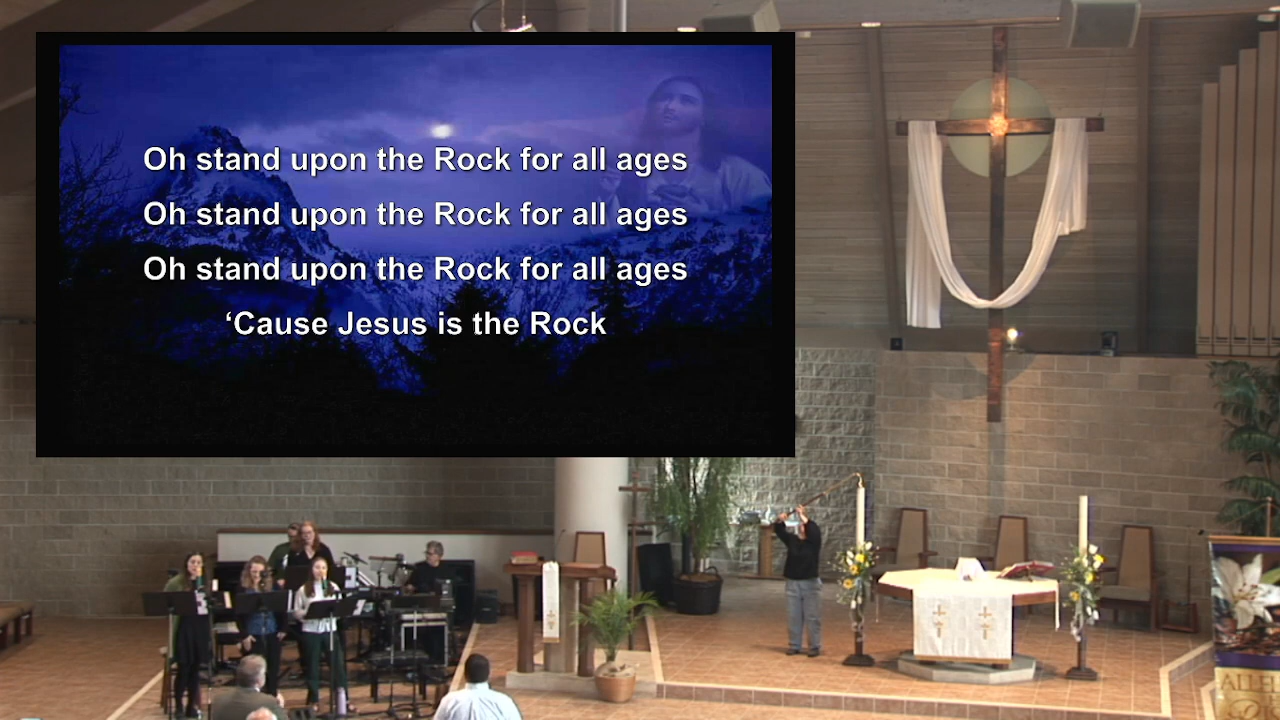 Oh stand upon the Rock for all ages
Oh stand upon the Rock for all ages
Oh stand upon the Rock for all ages
‘Cause Jesus is the Rock